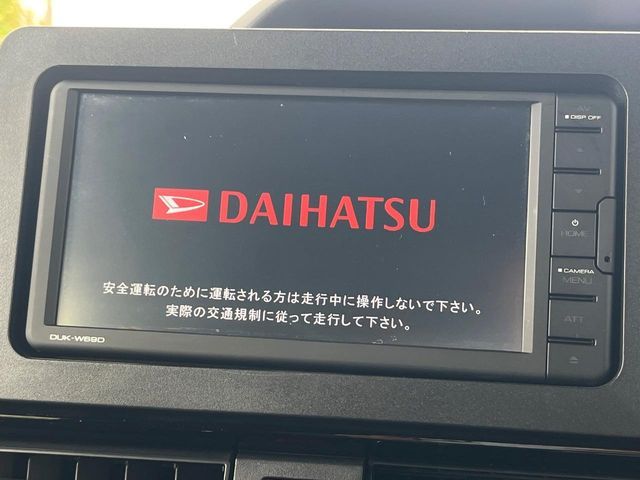 AV
■ DISP OFF
DAIHATSU
HOME
■ CAMERA
MENU
安全運転のために運転される方は走行中に操作しないで下さい。
実際の交通規制に従って走行して下さい。
ATT
DUK-W69D